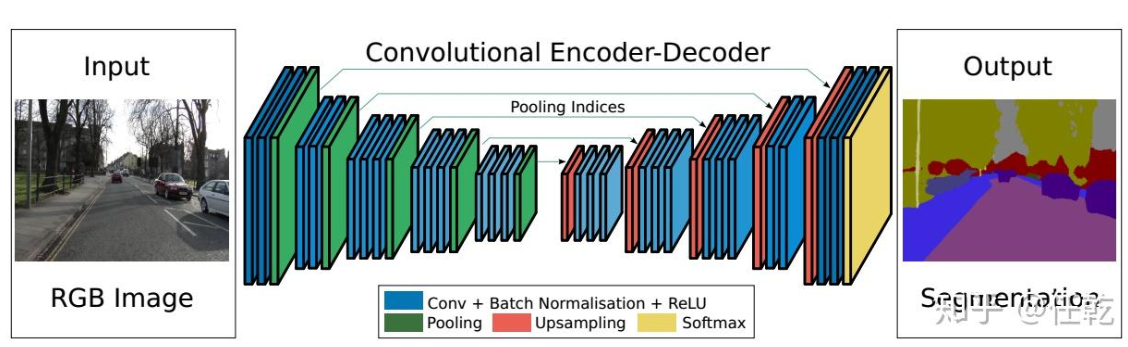 Input
RGB Image
Convolutional Encoder-Decoder
Pooling Indices
Conv + Batch Normalisation + ReLU
Pooling Upsampling Softmax
Output
Segmentation
知乎 @任乾